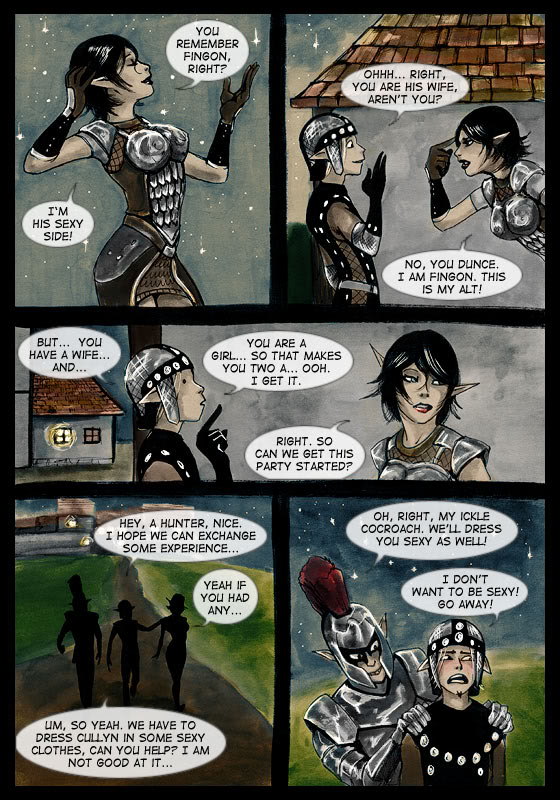 YOU
REMEMBER
FINGON,
RIGHT?
I'M
HIS SEXY
SIDE!
OHHH... RIGHT,
YOU ARE HIS WIFE,
AREN'T YOU?
NO, YOU DUNCE.
I AM FINGON. THIS
IS MY ALT!
BUT... YOU
HAVE A WIFE...
AND...
YOU ARE A
GIRL... SO THAT MAKES
YOU TWO A... OOH.
I GET IT.
RIGHT. SO
CAN WE GET THIS
PARTY STARTED?
HEY, A HUNTER, NICE.
I HOPE WE CAN EXCHANGE
SOME EXPERIENCE...
YEAH IF
YOU HAD
ANY...
UM, SO YEAH. WE HAVE TO
DRESS CULLYN IN SOME SEXY
CLOTHES, CAN YOU HELP? I AM
NOT GOOD AT IT...
OH, RIGHT, MY ICKLE
COCROACH. WE'LL DRESS
YOU SEXY AS WELL!
I DON'T
WANT TO BE SEXY!
GO AWAY!